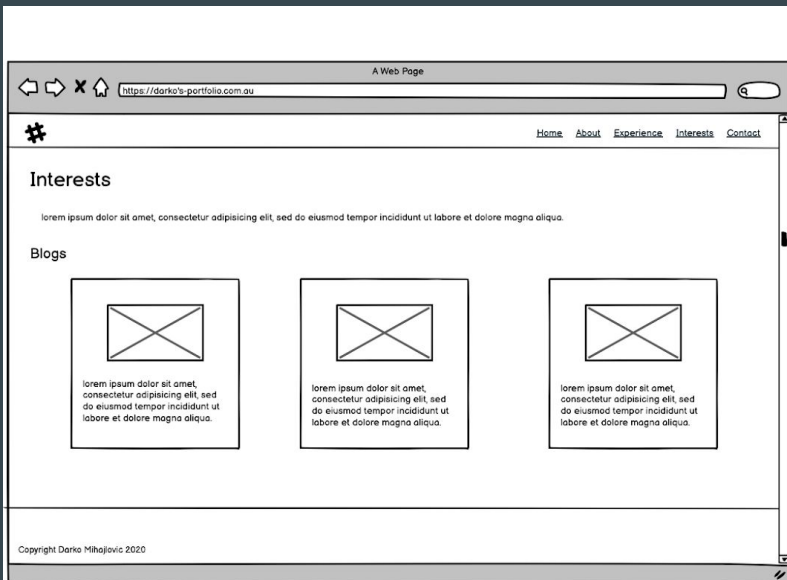 A Web Page
https://darko's-portfolio.com.au
Home About Experience Interests Contact
Interests
lorem ipsum dolor sit amet, consectetur adipisicing elit, sed do eiusmod tempor incididunt ut labore et dolore magna aliqua.
Blogs
lorem ipsum dolor sit amet,
consectetur adipisicing elit, sed
do eiusmod tempor incididunt ut
labore et dolore magna aliqua.
lorem ipsum dolor sit amet,
consectetur adipisicing elit, sed
do eiusmod tempor incididunt ut
labore et dolore magna aliqua.
lorem ipsum dolor sit amet,
consectetur adipisicing elit, sed
do eiusmod tempor incididunt ut
labore et dolore magna aliqua.
Copyright Darko Mihajlovic 2020